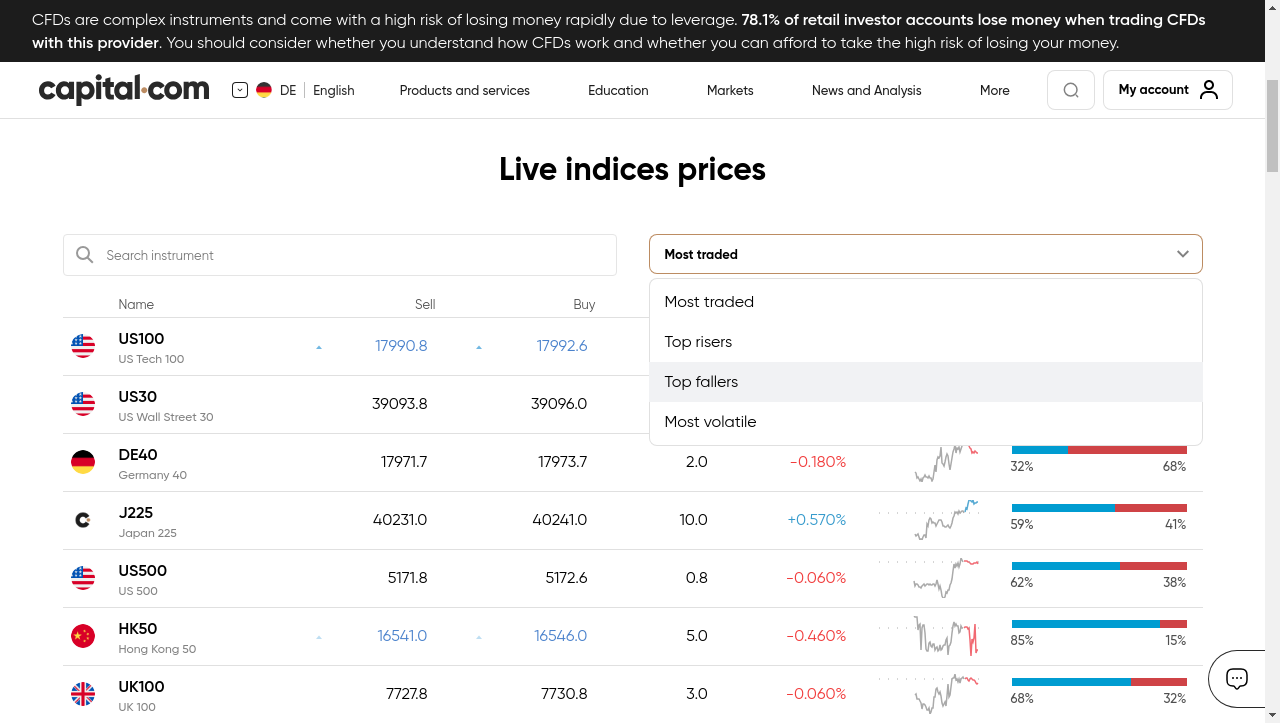 CFDs are complex instruments and come with a high risk of losing money rapidly due to leverage. 78.1% of retail investor accounts lose money when trading CFDs
with this provider. You should consider whether you understand how CFDs work and whether you can afford to take the high risk of losing your money.
capital.com DE English Products and services Education Markets News and Analysis More My account
Live indices prices
Search instrument Most traded
Most traded
Top risers
Top fallers
Most volatile
Name Sell Buy
US100 17990.8 17992.6
US Tech 100
US30 39093.8 39096.0
US Wall Street 30
DE40 17971.7 17973.7 2.0 -0.180% 32% 68%
Germany 40
J225 40231.0 40241.0 10.0 +0.570% 59% 41%
Japan 225
US500 5171.8 5172.6 0.8 -0.060% 62% 38%
US 500
HK50 16541.0 16546.0 5.0 -0.460% 85% 15%
Hong Kong 50
UK100 7727.8 7730.8 3.0 -0.060% 68% 32%
UK 100